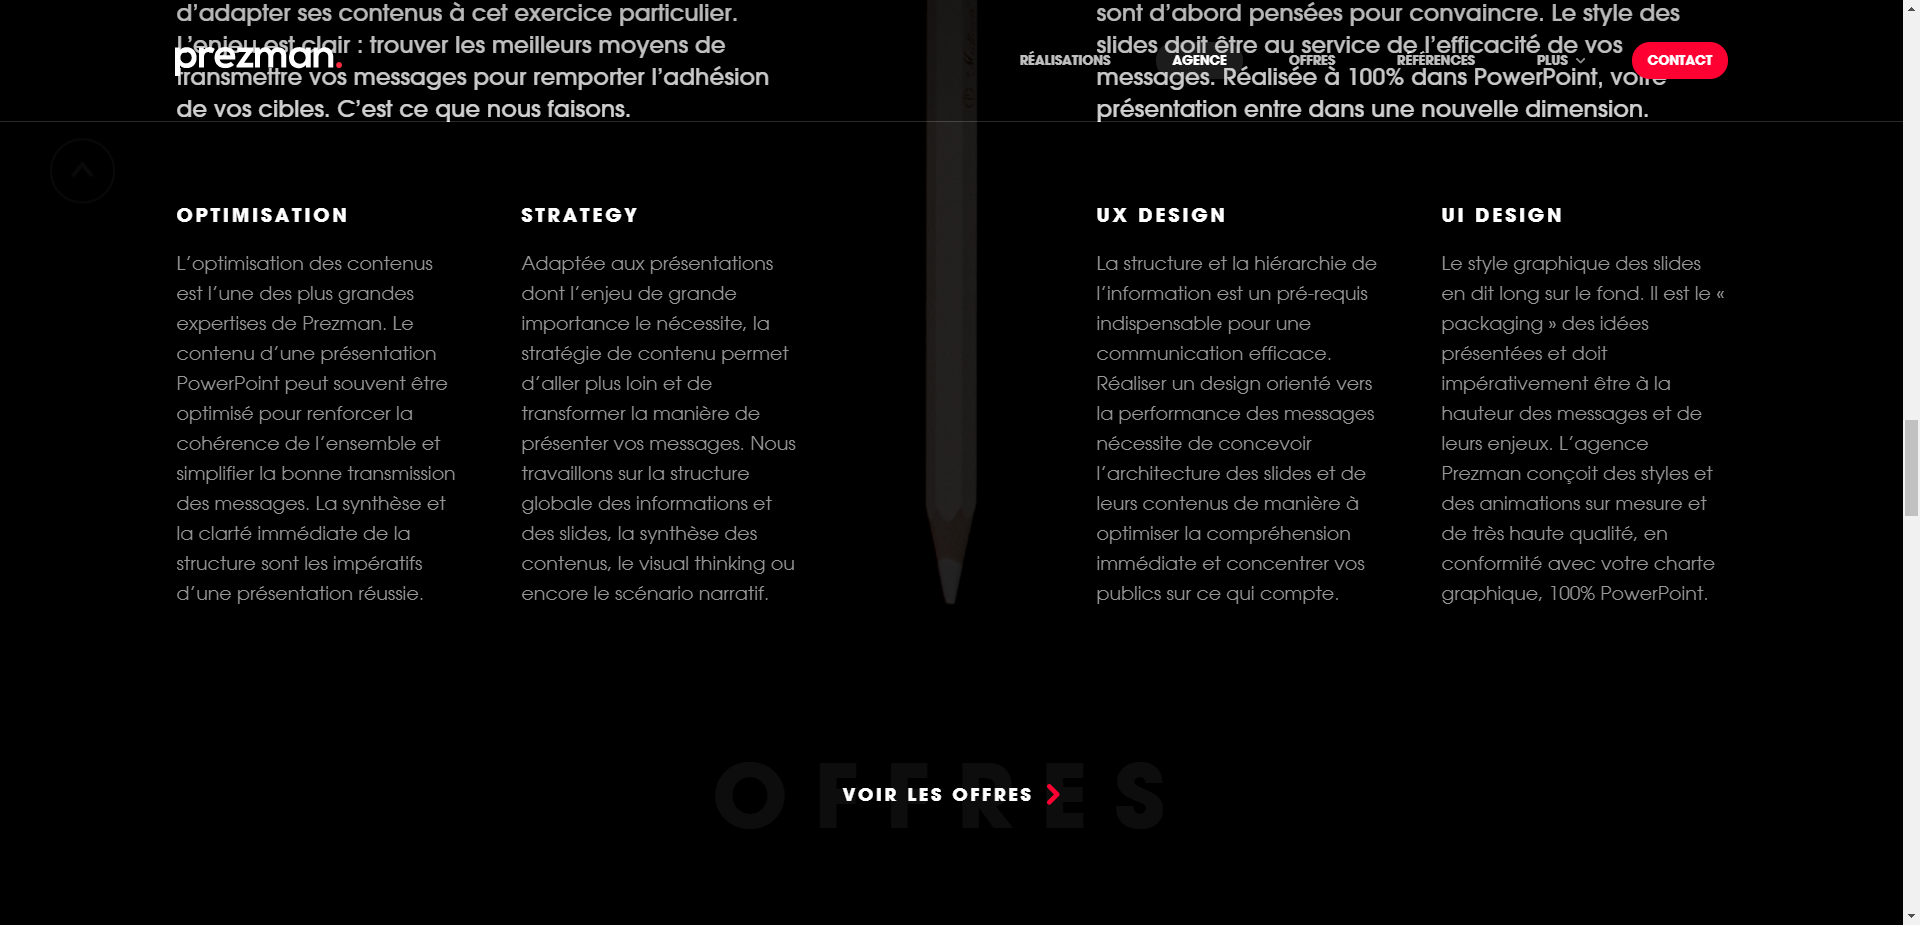 d’adapter ses contenus à cet exercice particulier.
L’enjeu est clair : trouver les meilleurs moyens de
transmettre vos messages pour remporter l’adhésion
de vos cibles. C’est ce que nous faisons.
sont d’abord pensées pour convaincre. Le style des
slides doit être au service de l’efficacité de vos
messages. Réalisée à 100% dans PowerPoint, votre
présentation entre dans une nouvelle dimension.
prezman.
RÉALISATIONS
AGENCE
OFFRES
RÉFÉRENCES
PLUS
CONTACT
OPTIMISATION
L’optimisation des contenus
est l’une des plus grandes
expertises de Prezman. Le
contenu d’une présentation
PowerPoint peut souvent être
optimisé pour renforcer la
cohérence de l’ensemble et
simplifier la bonne transmission
des messages. La synthèse et
la clarté immédiate de la
structure sont les impératifs
d’une présentation réussie.
STRATEGY
Adaptée aux présentations
dont l’enjeu de grande
importance le nécessite, la
stratégie de contenu permet
d’aller plus loin et de
transformer la manière de
présenter vos messages. Nous
travaillons sur la structure
globale des informations et
des slides, la synthèse des
contenus, le visual thinking ou
encore le scénario narratif.
UX DESIGN
La structure et la hiérarchie de
l’information est un pré-requis
indispensable pour une
communication efficace.
Réaliser un design orienté vers
la performance des messages
nécessite de concevoir
l’architecture des slides et de
leurs contenus de manière à
optimiser la compréhension
immédiate et concentrer vos
publics sur ce qui compte.
UI DESIGN
Le style graphique des slides
en dit long sur le fond. Il est le «
packaging » des idées
présentées et doit
impérativement être à la
hauteur des messages et de
leurs enjeux. L’agence
Prezman conçoit des styles et
des animations sur mesure et
de très haute qualité, en
conformité avec votre charte
graphique, 100% PowerPoint.
OFFRES
VOIR LES OFFRES